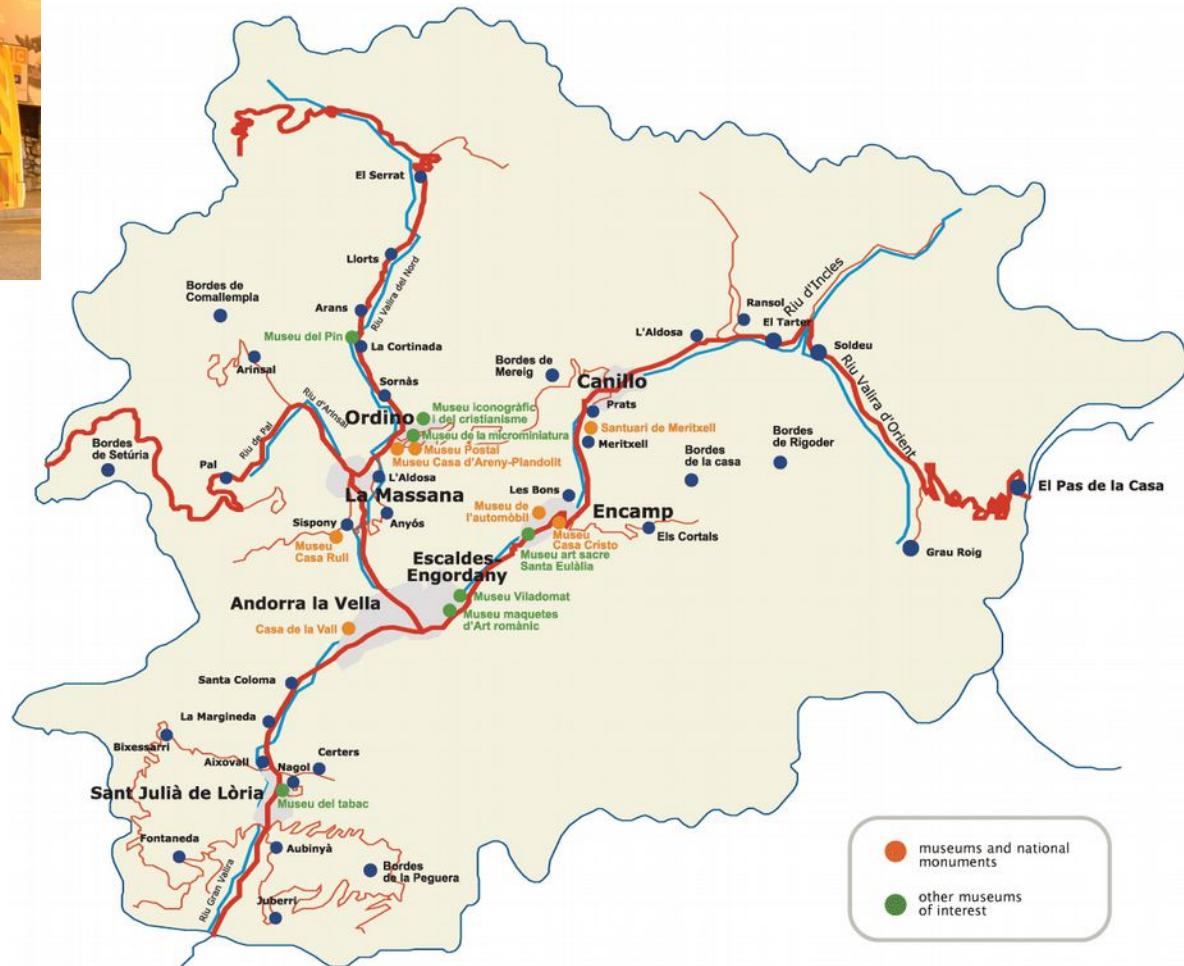 El Serrat
Llorts
Riu Valira del Nord
Bordes de
Comallempla
Arans
Museu del Pin
La Cortinada
Arinsal
Sornàs
Riu d'Arinsal
Ordino
Museu iconogràfic
i del cristianisme
Museu de la microminiatura
Museu Postal
Museu Casa d'Areny-Plandolit
Bordes
de Setúria
Riu de Pal
Pal
L'Aldosa
La Massana
Anyós
Sispony
Museu
Casa Rull
Bordes de
Mereig
Canillo
L'Aldosa
Ransol
El Tarter
Riu d'Incles
Soldeu
Riu Valira d'Orient
Prats
Santuari de Meritxell
Meritxell
Bordes
de la casa
Bordes
de Rigoder
El Pas de la Casa
Grau Roig
Les Bons
Museu de
l'automòbil
Encamp
Museu
Casa Cristo
Els Cortals
Museu art sacre
Santa Eulàlia
Escaldes-
Engordany
Museu Viladomat
Museu maquetes
d'Art romànic
Andorra la Vella
Casa de la Vall
Santa Coloma
La Margineda
Bixessarri
Aixovall
Certers
Nagol
Sant Julià de Lòria
Museu del tabac
Fontaneda
Aubinyà
Bordes
de la Peguera
Riu Gran Valira
Juberri
museums and national
monuments
other museums
of interest